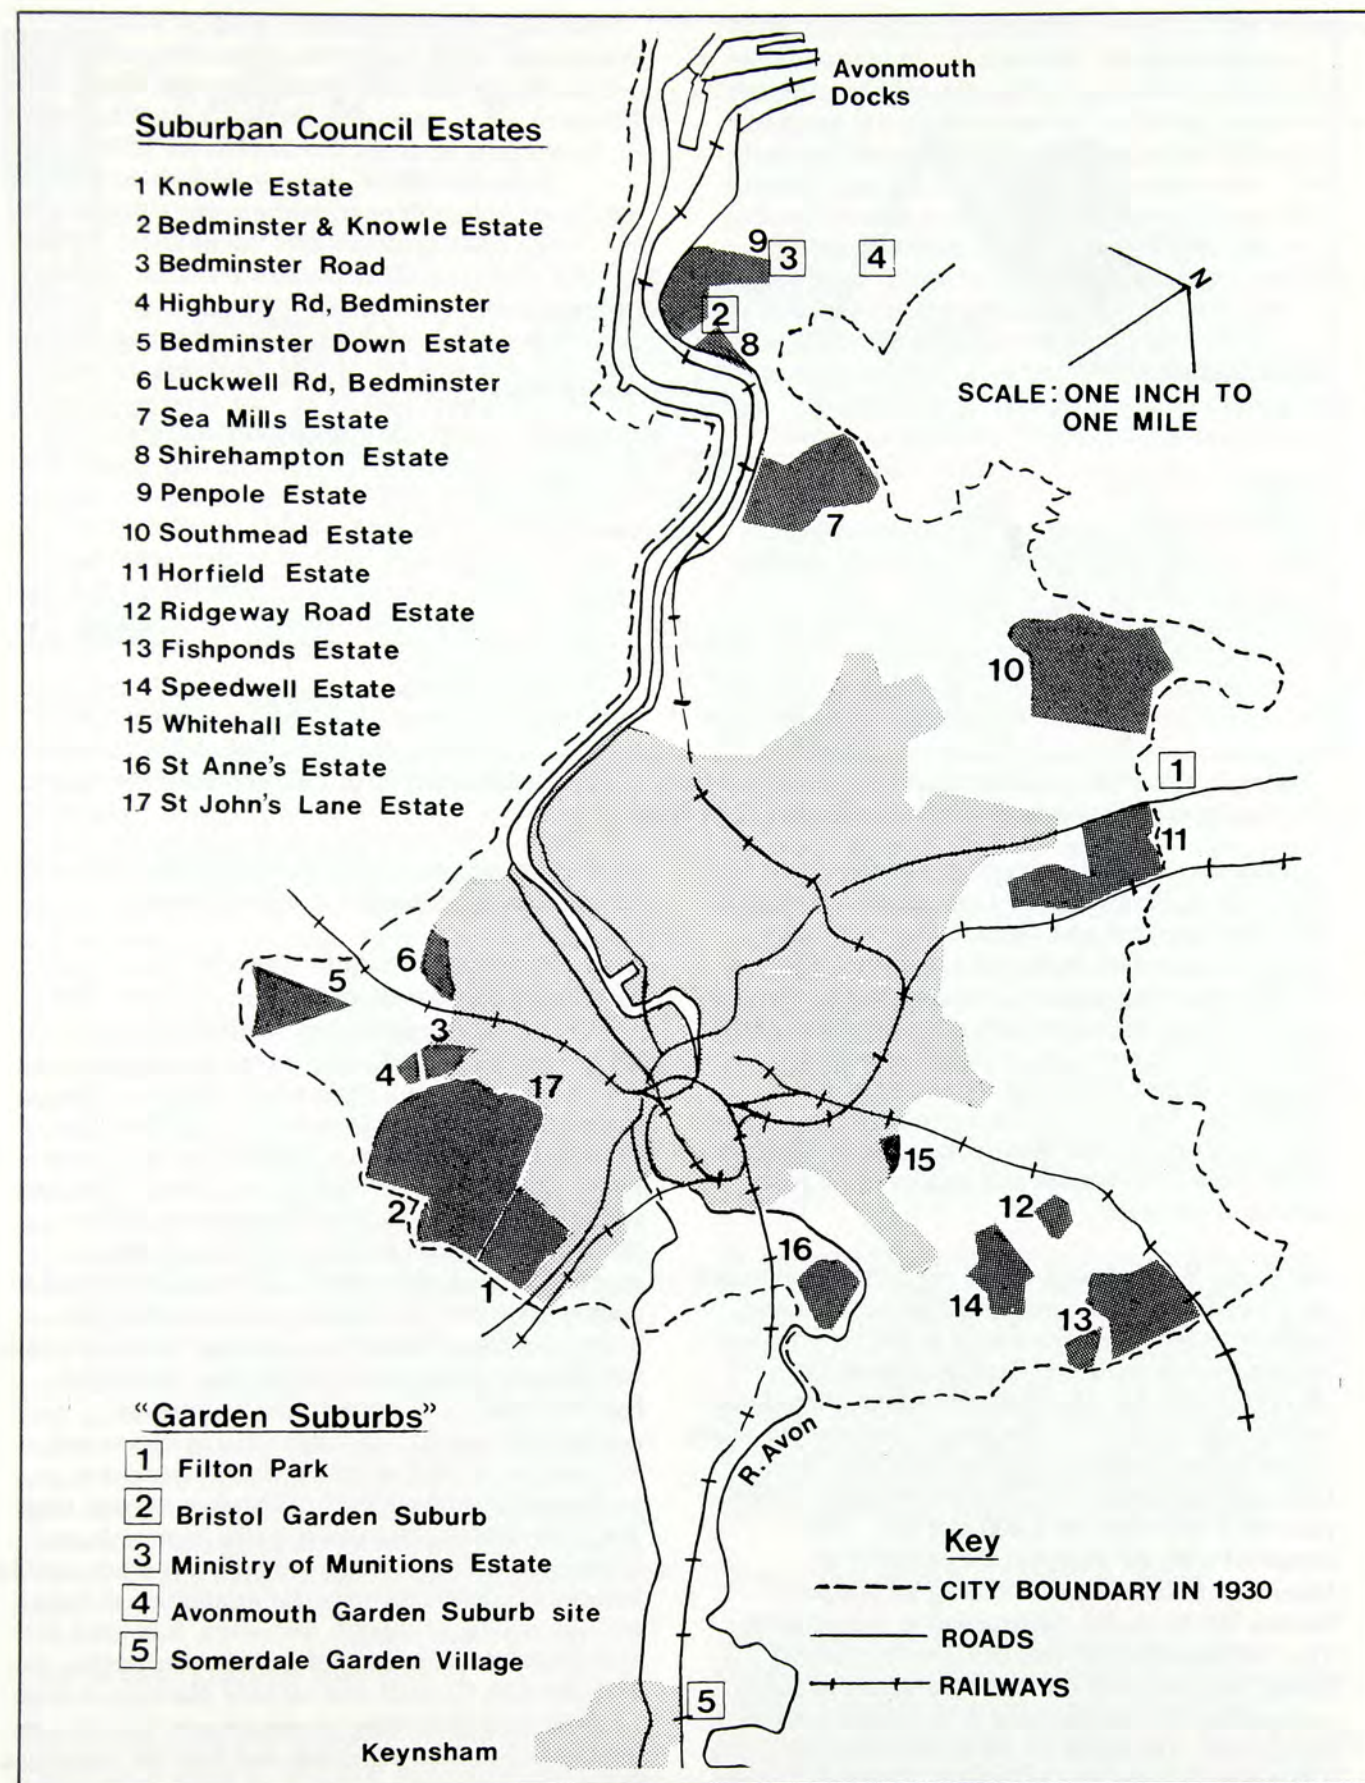 Avonmouth
Docks
Suburban Council Estates
1 Knowle Estate
2 Bedminster & Knowle Estate
3 Bedminster Road
4 Highbury Rd, Bedminster
5 Bedminster Down Estate
6 Luckwell Rd, Bedminster
7 Sea Mills Estate
8 Shirehampton Estate
9 Penpole Estate
10 Southmead Estate
11 Horfield Estate
12 Ridgeway Road Estate
13 Fishponds Estate
14 Speedwell Estate
15 Whitehall Estate
16 St Anne's Estate
17 St John's Lane Estate
9
3
4
2
8
N
SCALE: ONE INCH TO
ONE MILE
7
10
1
11
6
5
3
4
17
15
2
12
16
1
14
13
R. Avon
"Garden Suburbs"
1 Filton Park
2 Bristol Garden Suburb
3 Ministry of Munitions Estate
4 Avonmouth Garden Suburb site
5 Somerdale Garden Village
Key
CITY BOUNDARY IN 1930
ROADS
RAILWAYS
5
Keynsham